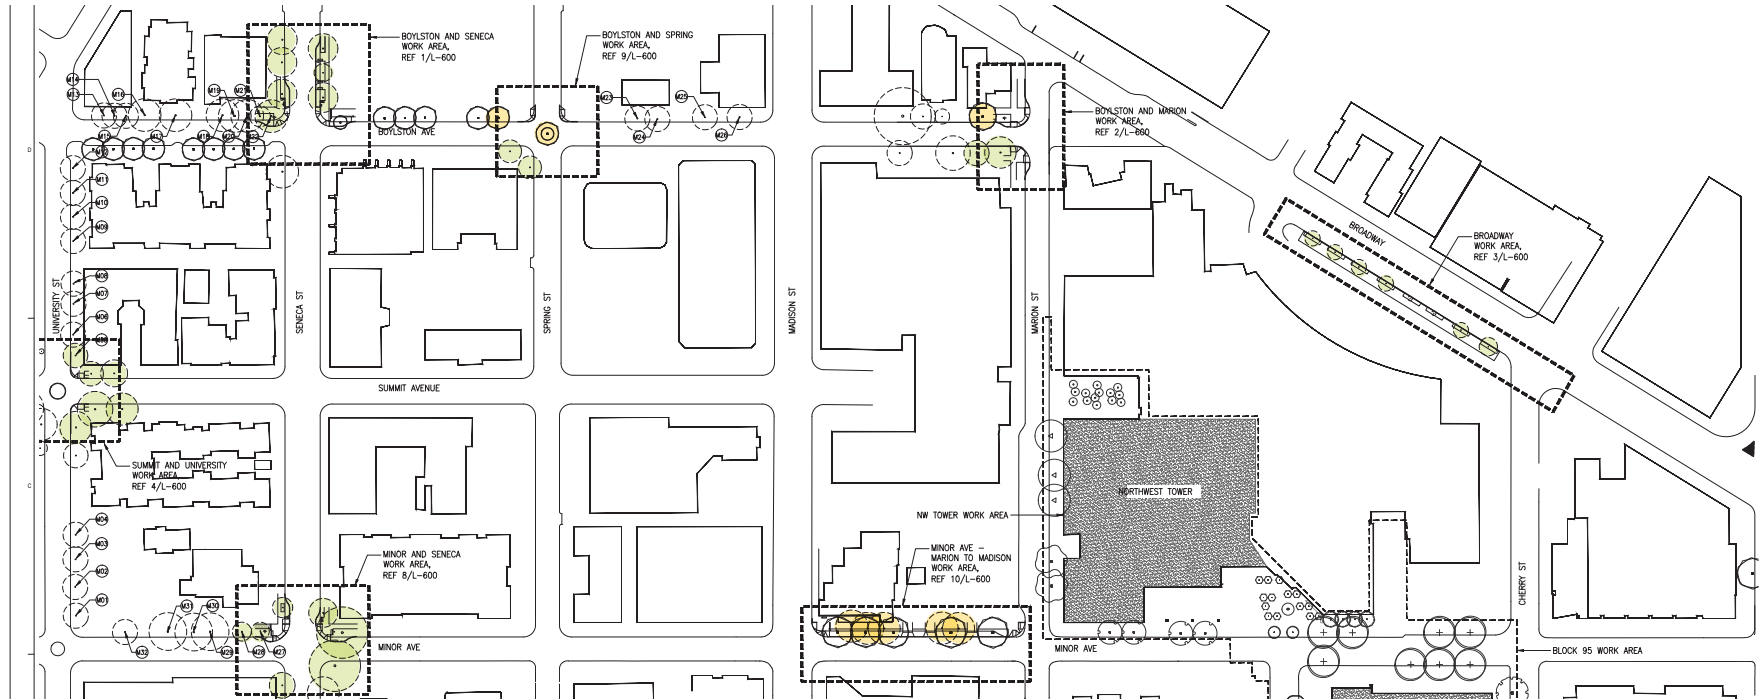 BOYLSTON AND SENECA
WORK AREA,
REF 1/L-600
BOYLSTON AND SPRING
WORK AREA,
REF 9/L-600
M14
M13
M16
M19
M21
M15
M17
M18
M20
M22
BOYLSTON AVE
M23
M24
M25
M26
BOYLSTON AND MARION
WORK AREA,
REF 2/L-600
D
M11
M10
M09
M08
M07
M06
UNIVERSITY ST
SENECA ST
SPRING ST
MADISON ST
MARION ST
BROADWAY
BROADWAY
WORK AREA,
REF 3/L-600
SUMMIT AVENUE
SUMMIT AND UNIVERSITY
WORK AREA,
REF 4/L-600
C
NORTHWEST TOWER
NW TOWER WORK AREA
M04
M03
M02
M01
MINOR AND SENECA
WORK AREA,
REF 8/L-600
MINOR AVE -
MARION TO MADISON
WORK AREA,
REF 10/L-600
CHERRY ST
M31
M30
M32
M29
M28
M27
MINOR AVE
MINOR AVE
BLOCK 95 WORK AREA